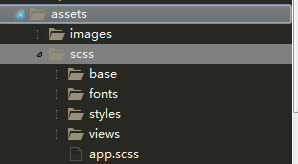 assets
images
scss
base
fonts
styles
views
app.scss